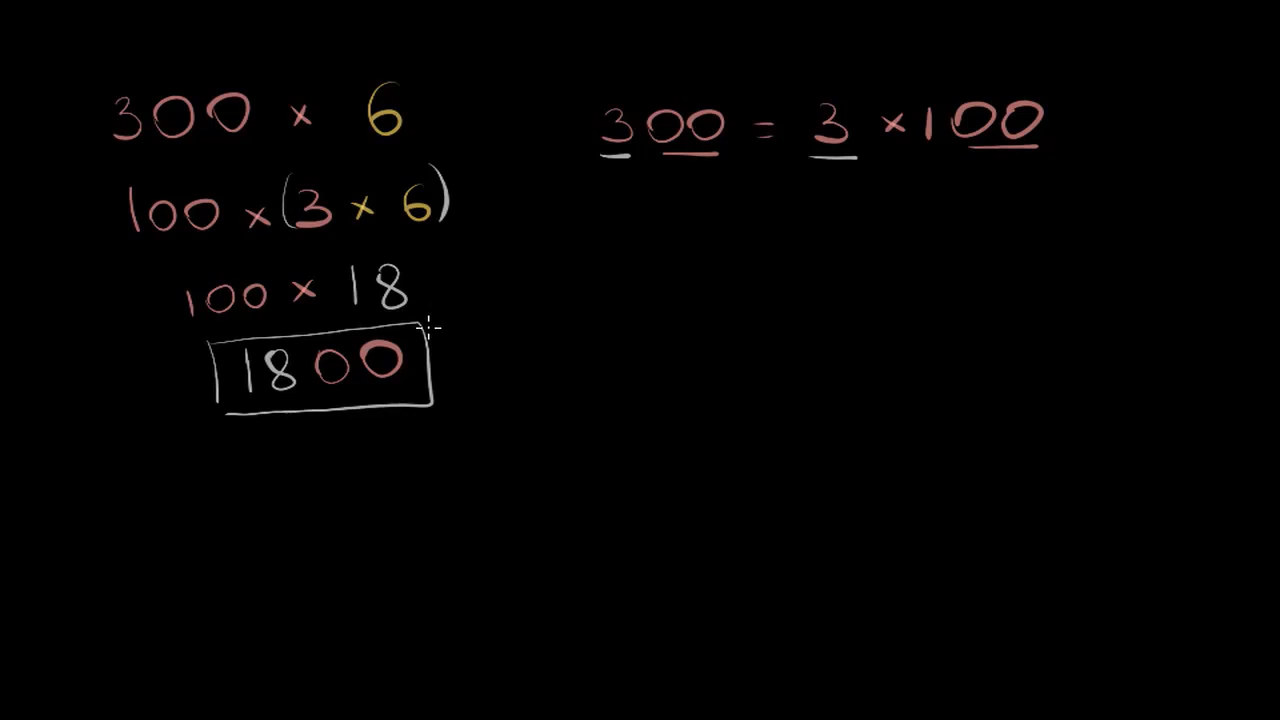 300 × 6
300 = 3 × 100
100 × (3 × 6)
100 × 18
1800